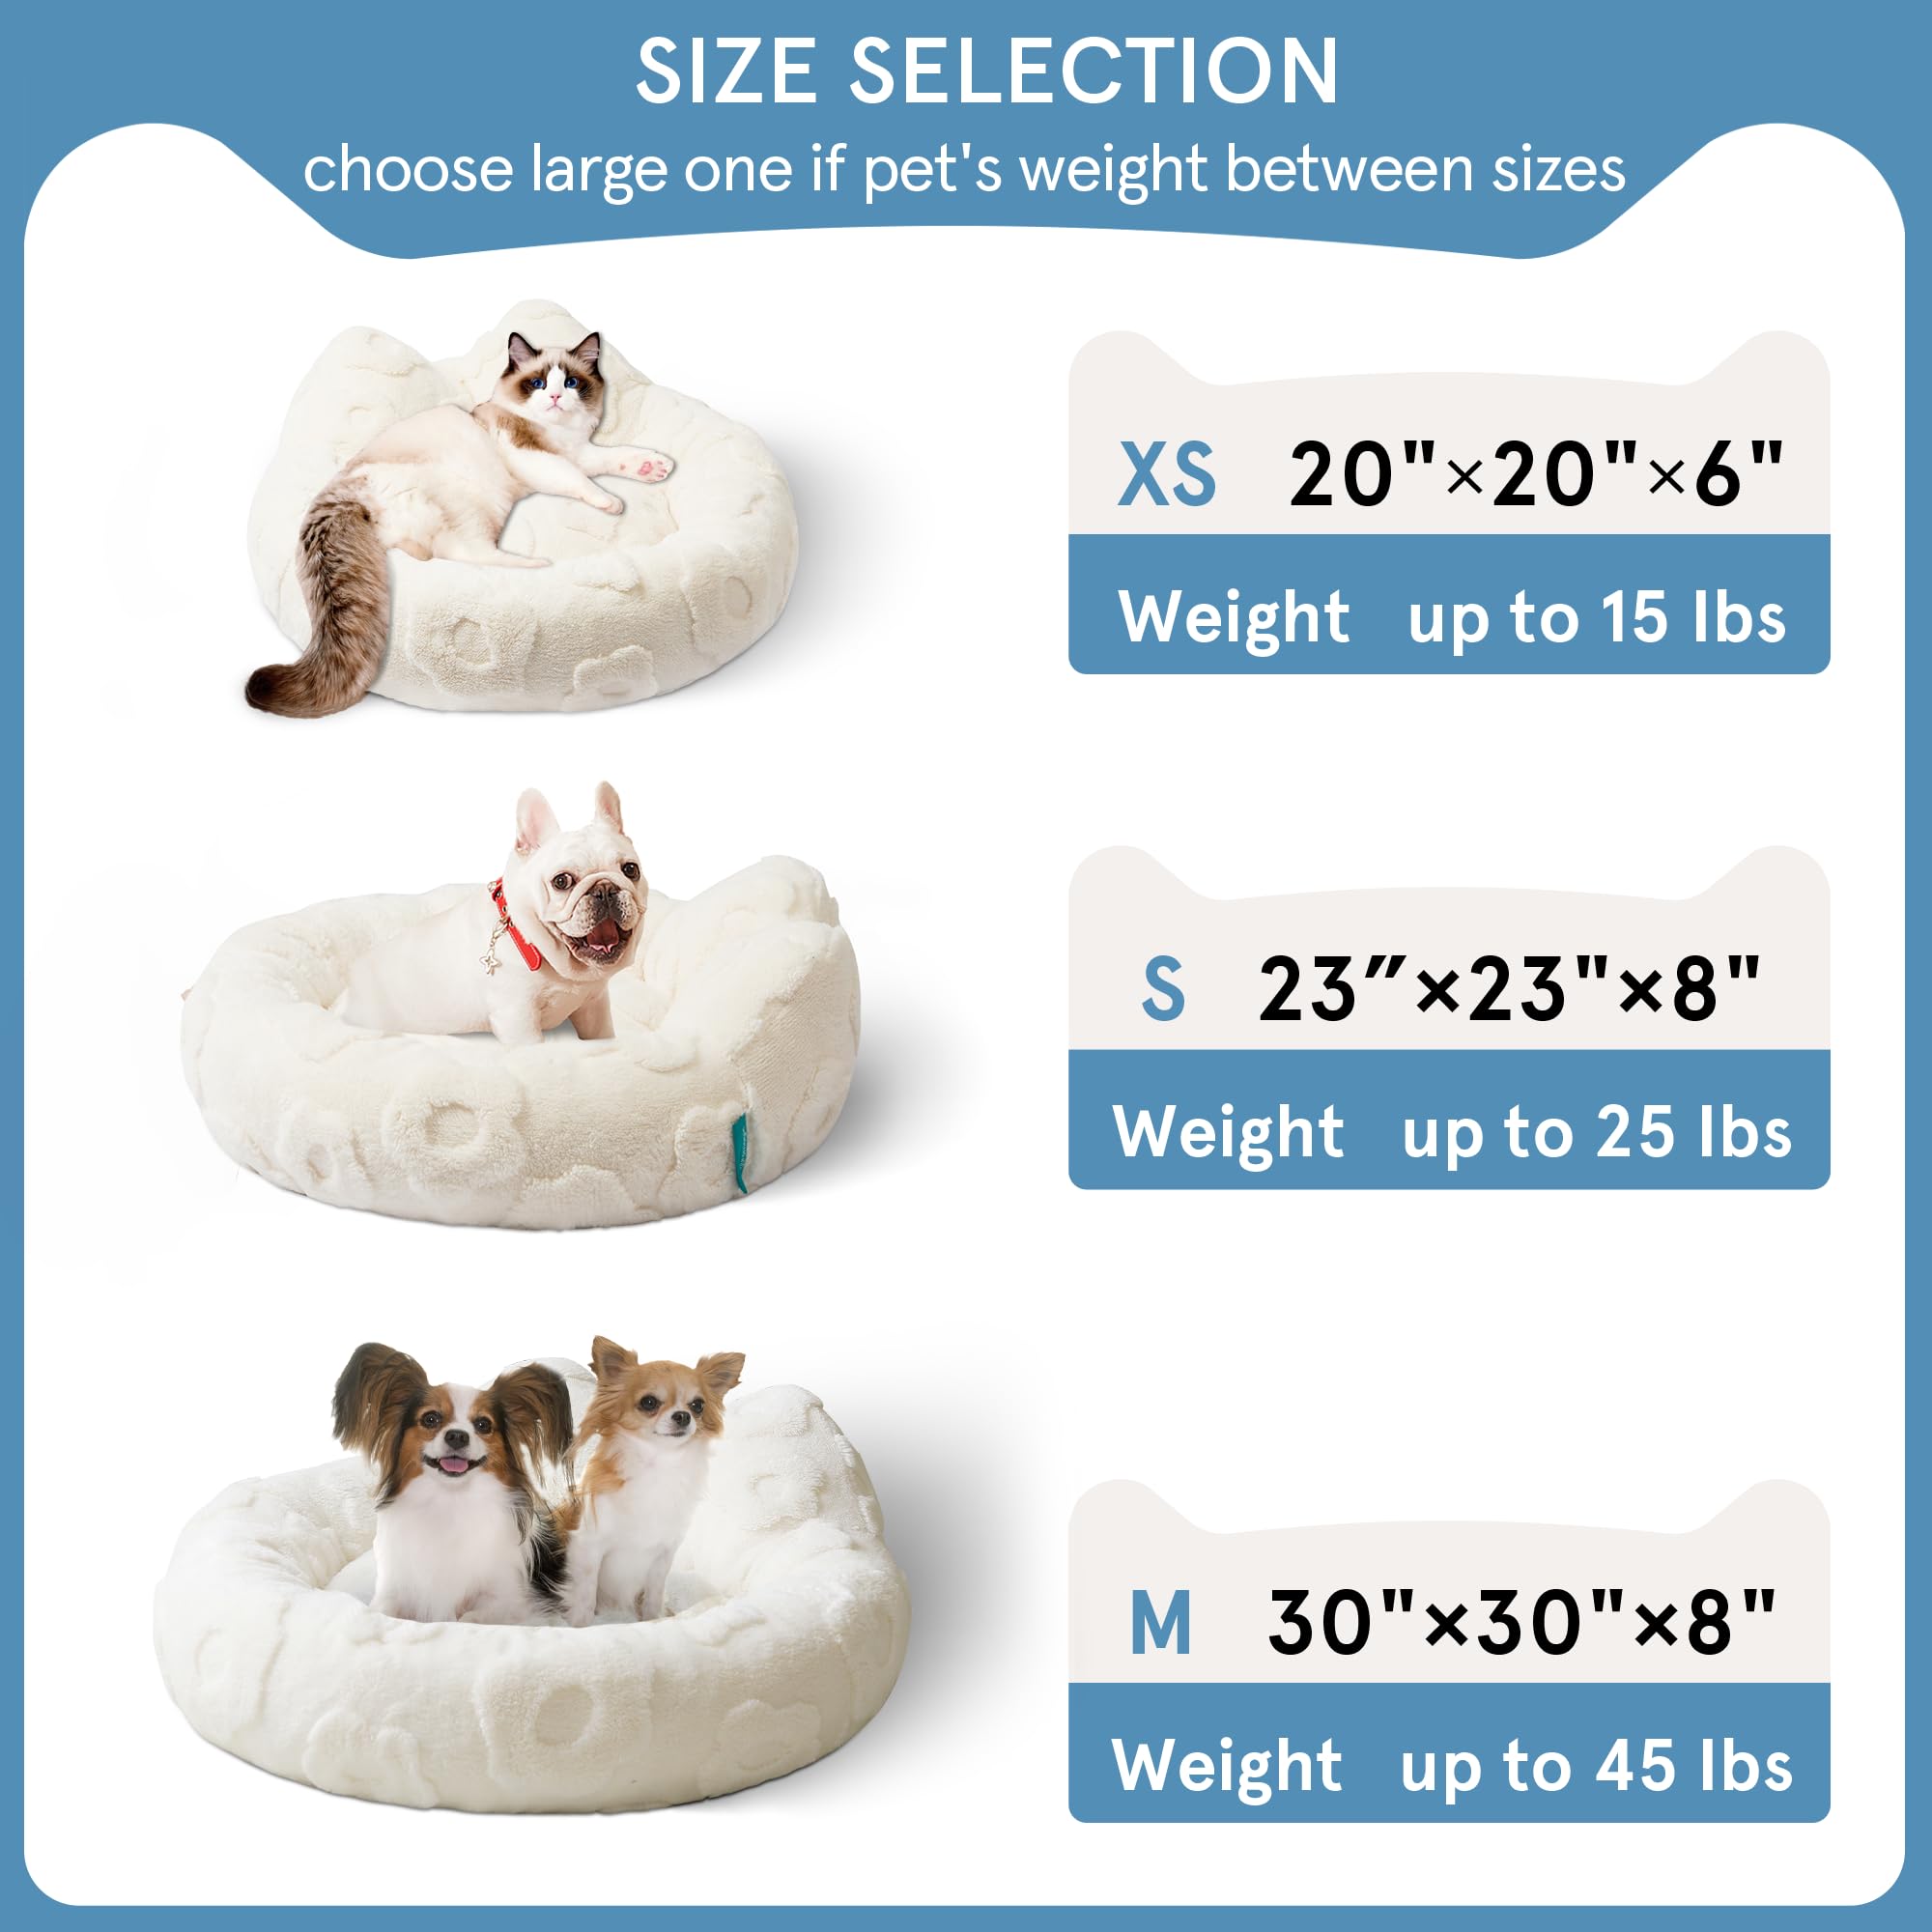 SIZE SELECTION
choose large one if pet's weight between sizes
XS 20"×20"×6"
Weight up to 15 lbs
S 23″×23"×8"
Weight up to 25 lbs
M 30"×30"×8"
Weight up to 45 lbs